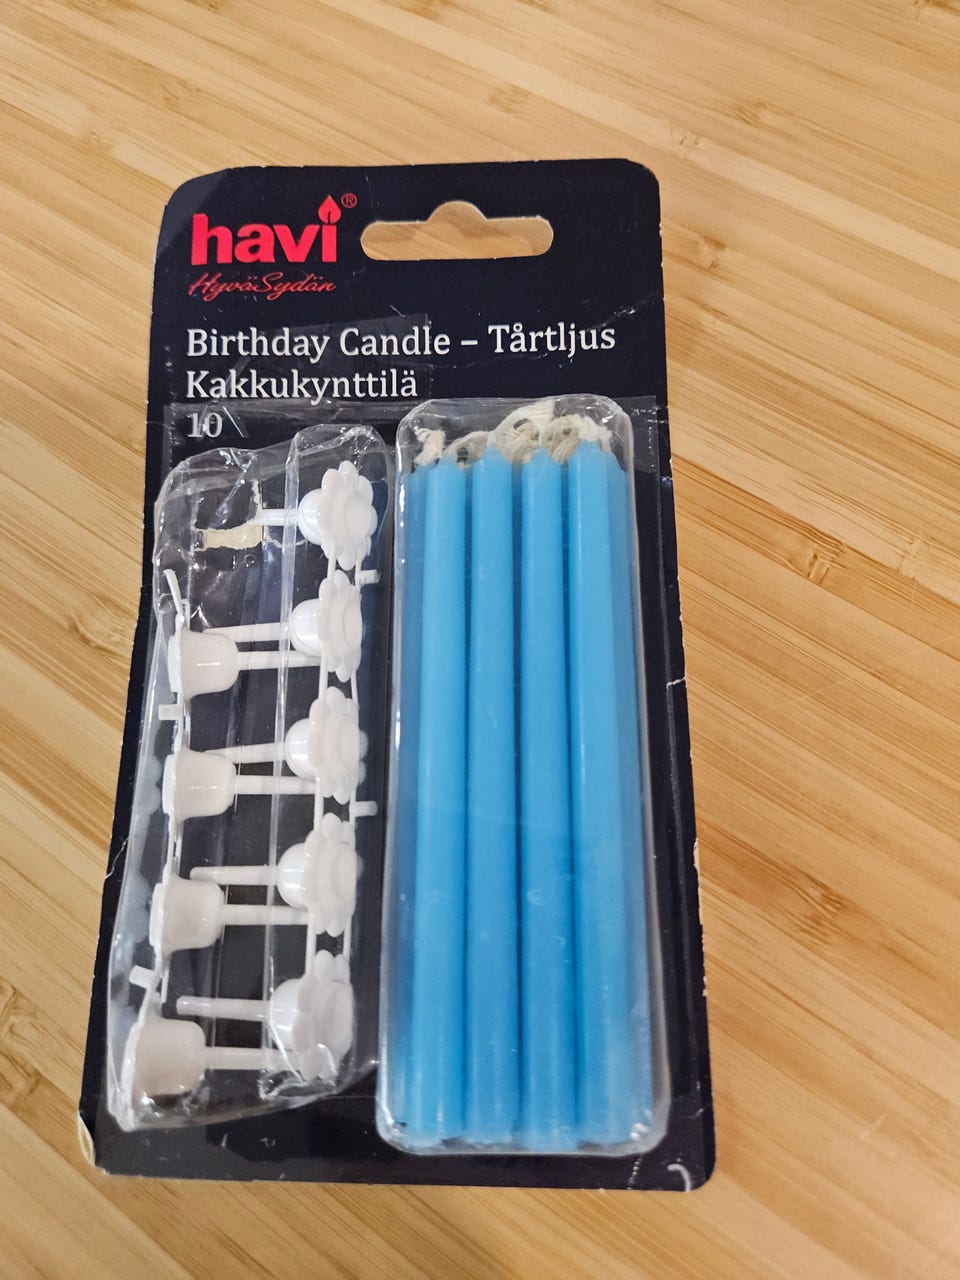 havi®
HyväSydän
Birthday Candle – Tårtljus
Kakkukynttilä
10